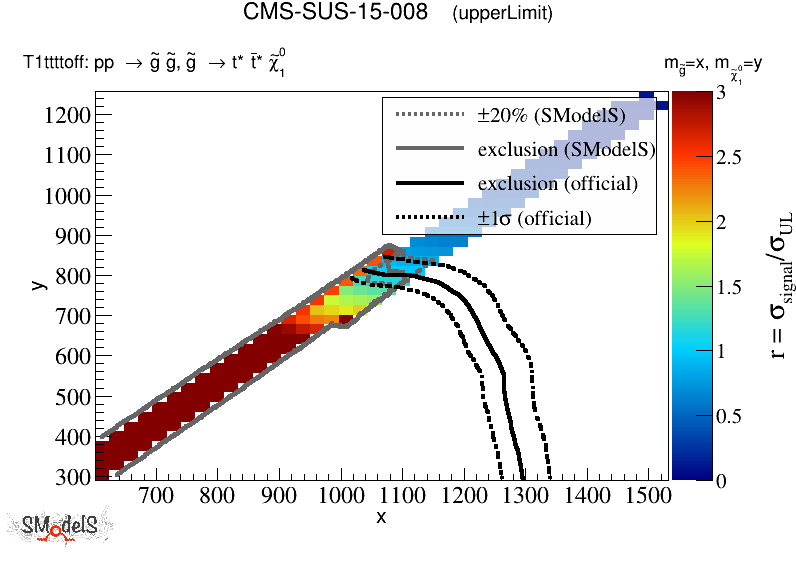 CMS-SUS-15-008 (upperLimit)
T1ttttoff: pp → g̃ g̃, g̃ → t* t̄* χ̃₁⁰
m_g̃=x, m_χ̃₁⁰=y
±20% (SModelS)
exclusion (SModelS)
exclusion (official)
±1σ (official)
1200
1100
1000
900
800
700
600
500
400
300
y
700 800 900 1000 1100 1200 1300 1400 1500
x
3
2.5
2
1.5
1
0.5
0
r = σ_signal/σ_UL
SModelS